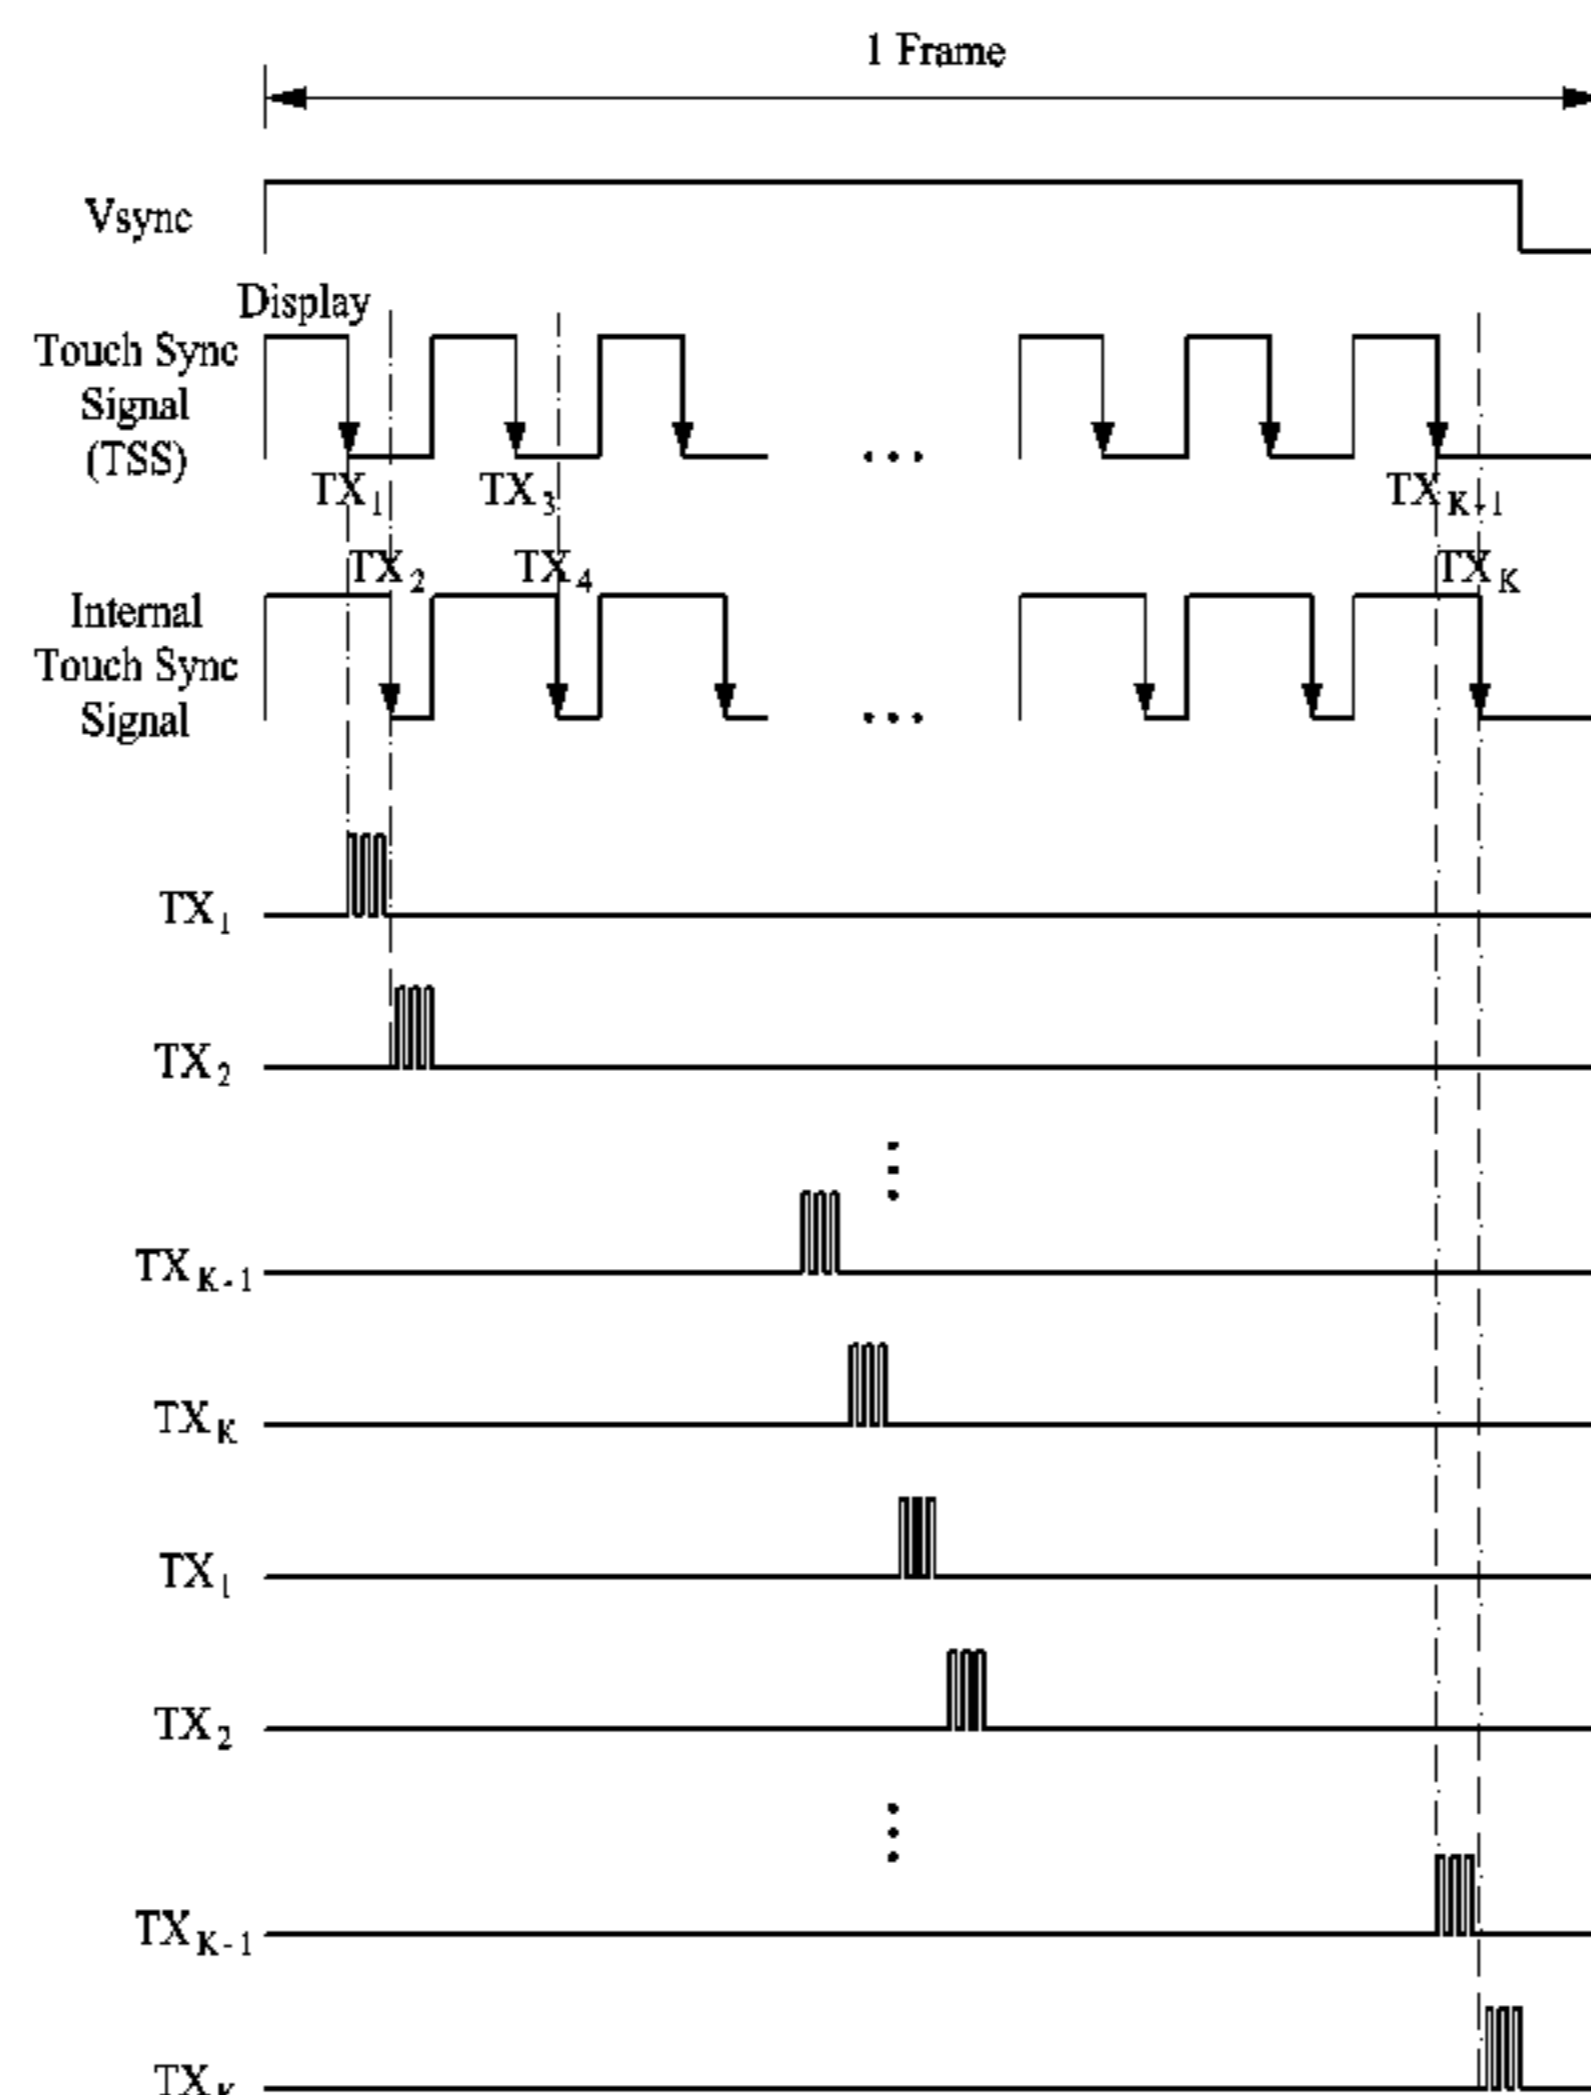 1 Frame
Vsync
Display
Touch Sync
Signal
(TSS)
TX1 TX3 TXK-1
TX2 TX4 TXK
Internal
Touch Sync
Signal
TX1
TX2
TXK-1
TXK
TX1
TX2
TXK-1
TXK